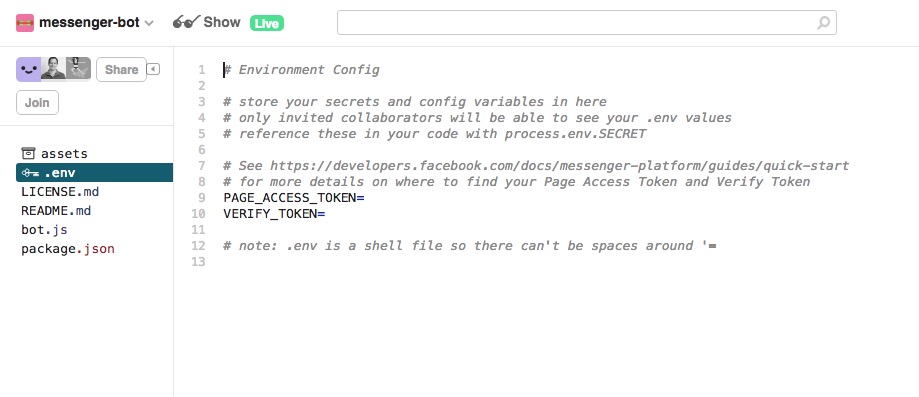 messenger-bot Show Live
Share
Join
assets
.env
LICENSE.md
README.md
bot.js
package.json
1 # Environment Config
2
3 # store your secrets and config variables in here
4 # only invited collaborators will be able to see your .env values
5 # reference these in your code with process.env.SECRET
6
7 # See https://developers.facebook.com/docs/messenger-platform/guides/quick-start
8 # for more details on where to find your Page Access Token and Verify Token
9 PAGE_ACCESS_TOKEN=
10 VERIFY_TOKEN=
11
12 # note: .env is a shell file so there can't be spaces around '=
13